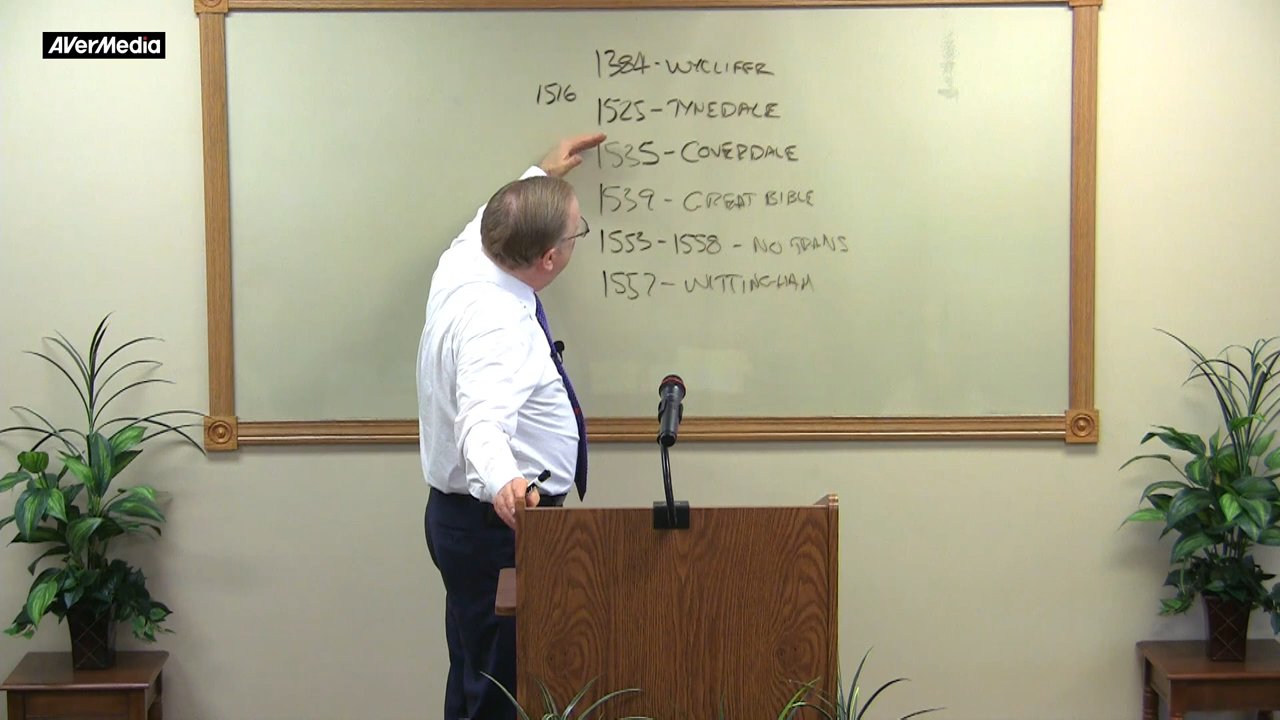 AVerMedia
1384 - WYCLIFFE
1516
1525 - TYNEDALE
1535 - COVERDALE
1539 - GREAT BIBLE
1553 - 1558 - NO TRANS
1557 - WITTINGHAM